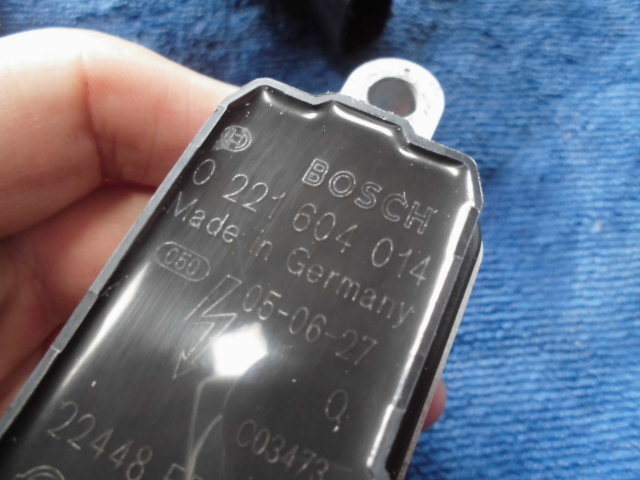 BOSCH
0 221 604 014
Made in Germany
050
05-06-27
Q
C03473
22448